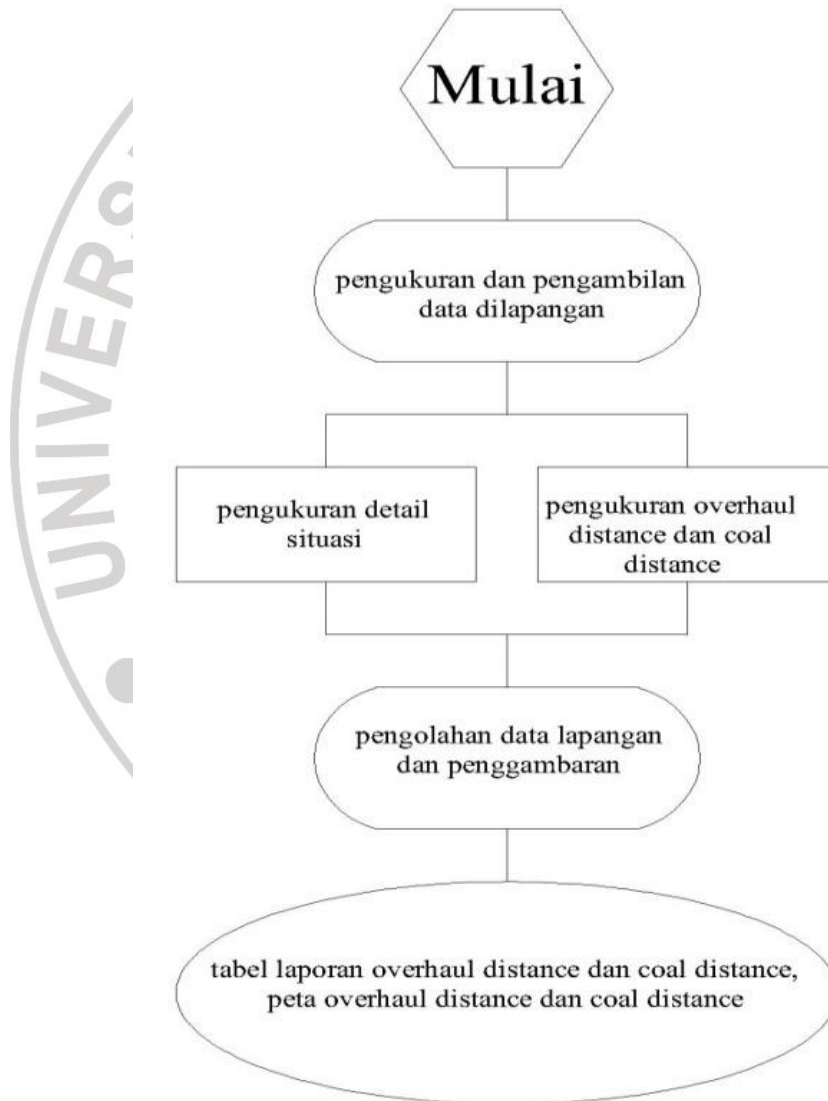 Mulai
pengukuran dan pengambilan
data dilapangan
pengukuran detail
situasi
pengukuran overhaul
distance dan coal
distance
pengolahan data lapangan
dan penggambaran
tabel laporan overhaul distance dan coal distance,
peta overhaul distance dan coal distance
UNIVERS